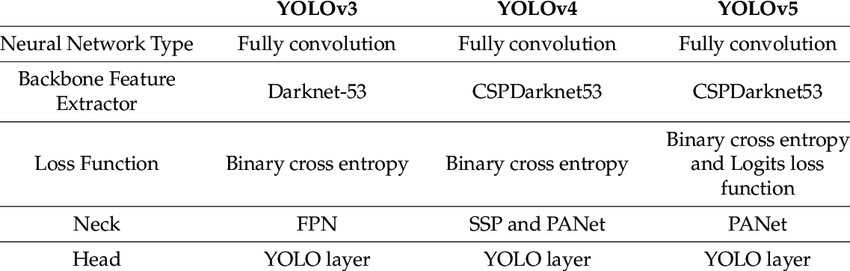 YOLOv3 YOLOv4 YOLOv5
Neural Network Type Fully convolution Fully convolution Fully convolution
Backbone Feature
Extractor Darknet-53 CSPDarknet53 CSPDarknet53
Loss Function Binary cross entropy Binary cross entropy Binary cross entropy
and Logits loss
function
Neck FPN SSP and PANet PANet
Head YOLO layer YOLO layer YOLO layer